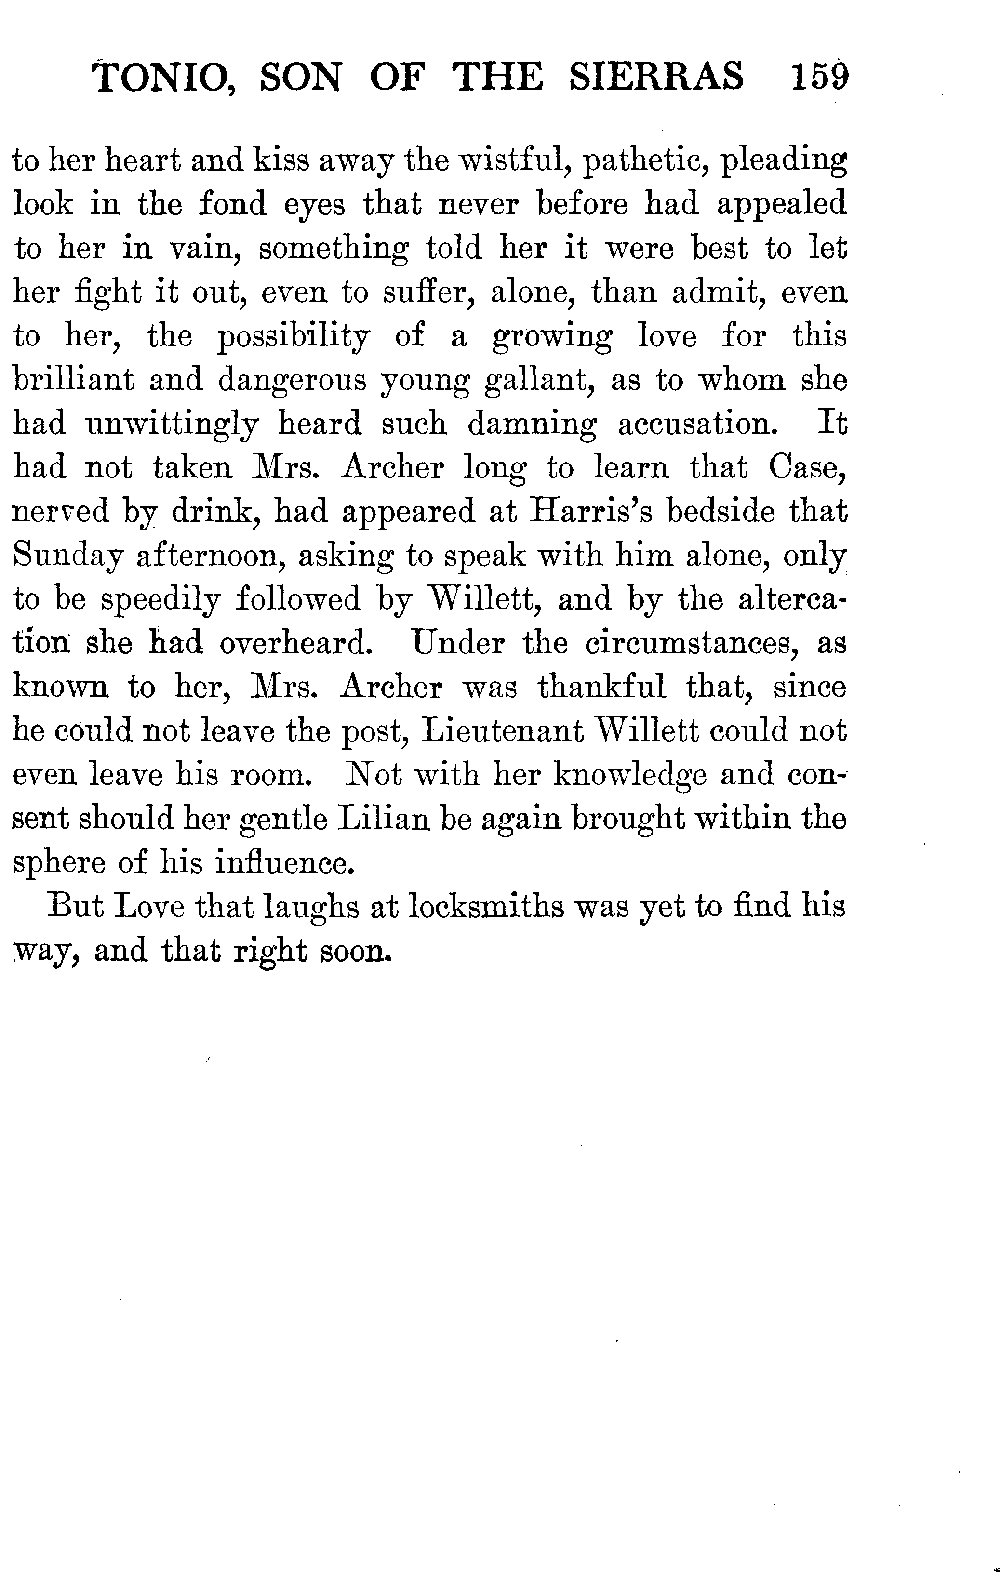 TONIO, SON OF THE SIERRAS 159
to her heart and kiss away the wistful, pathetic, pleading
look in the fond eyes that never before had appealed
to her in vain, something told her it were best to let
her fight it out, even to suffer, alone, than admit, even
to her, the possibility of a growing love for this
brilliant and dangerous young gallant, as to whom she
had unwittingly heard such damning accusation. It
had not taken Mrs. Archer long to learn that Case,
nerved by drink, had appeared at Harris's bedside that
Sunday afternoon, asking to speak with him alone, only
to be speedily followed by Willett, and by the alterca-
tion she had overheard. Under the circumstances, as
known to her, Mrs. Archer was thankful that, since
he could not leave the post, Lieutenant Willett could not
even leave his room. Not with her knowledge and con-
sent should her gentle Lilian be again brought within the
sphere of his influence.
But Love that laughs at locksmiths was yet to find his
way, and that right soon.